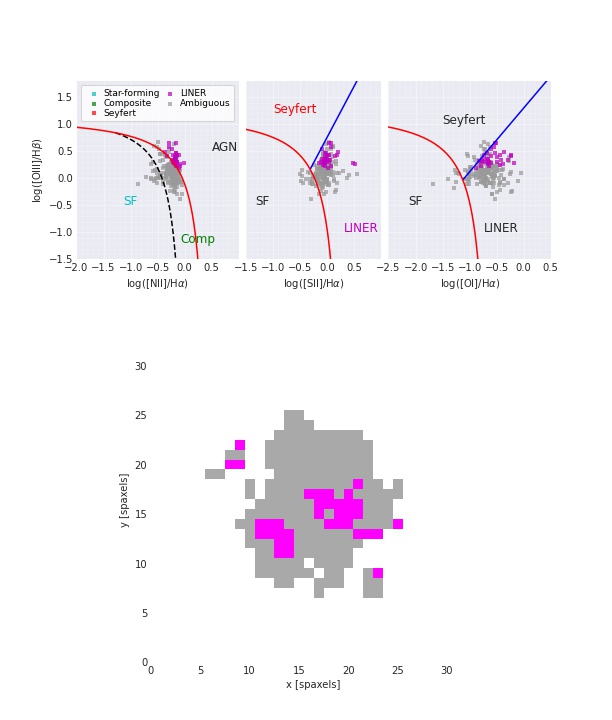 Star-forming
Composite
Seyfert
LINER
Ambiguous
1.5
1.0
0.5
0.0
−0.5
−1.0
−1.5
log([OIII]/Hβ)
AGN
SF
Comp
−2.0 −1.5 −1.0 −0.5 0.0 0.5
log([NII]/Hα)
Seyfert
SF
LINER
−1.5 −1.0 −0.5 0.0 0.5
log([SII]/Hα)
Seyfert
SF
LINER
−2.5 −2.0 −1.5 −1.0 −0.5 0.0 0.5
log([OI]/Hα)
30
25
20
15
10
5
0
y [spaxels]
0 5 10 15 20 25 30
x [spaxels]